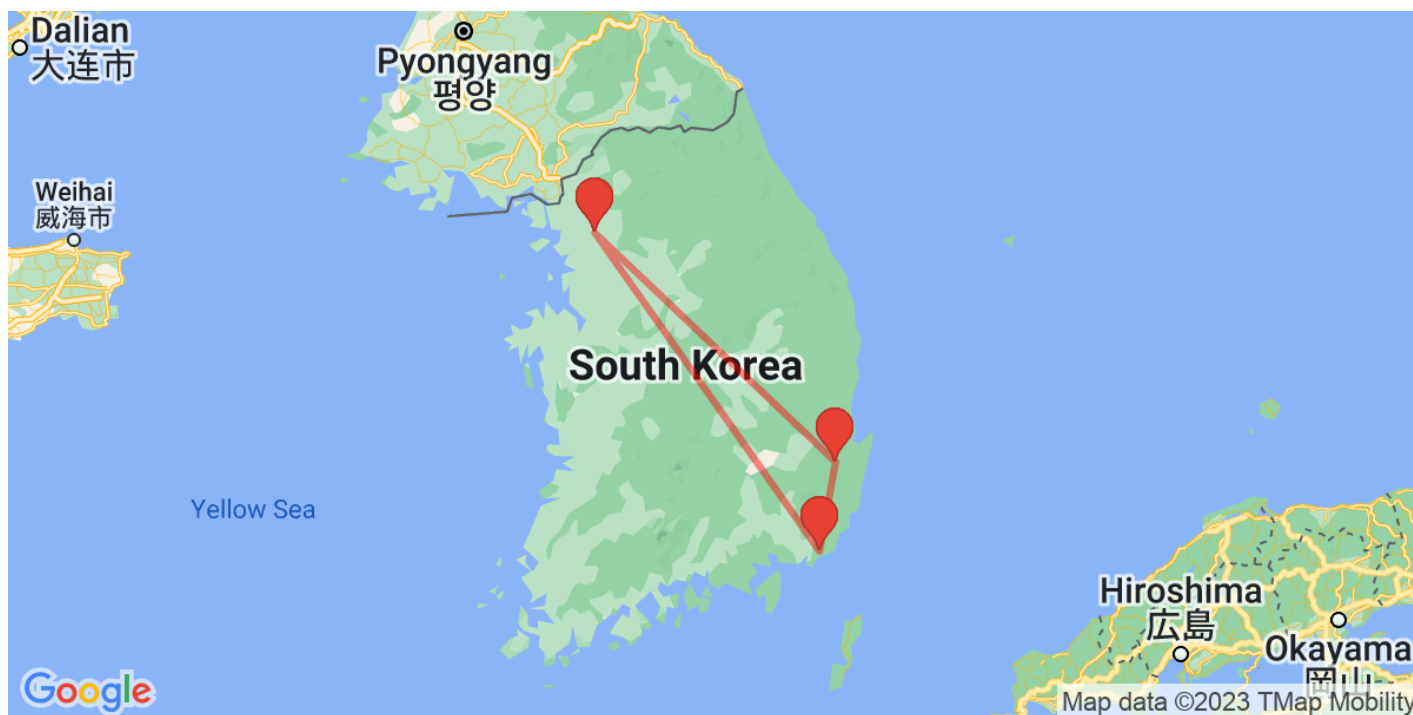 Dalian
大连市
Pyongyang
평양
Weihai
威海市
South Korea
Yellow Sea
Hiroshima
広島
Okayama
岡山
Google
Map data ©2023 TMap Mobility